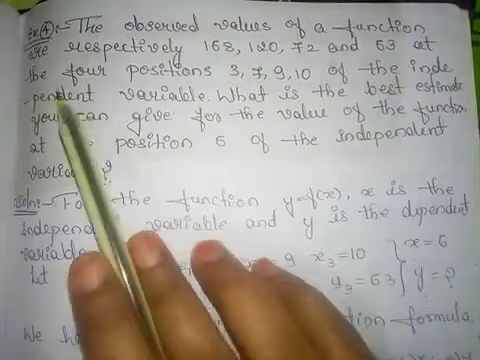 Ex(4):- The observed values of a function
are respectively 168, 120, 72 and 63 at
the four positions 3, 7, 9, 10 of the inde
-pendent variable. What is the best estimate
you can give for the value of the function
at position 6 of the independent
variable?
Soln:- For the function y=f(x), x is the
independent variable and y is the dependent
variable
let x₂ = 9 x₃=10 x=6
y₃=63 y=?
We formula.